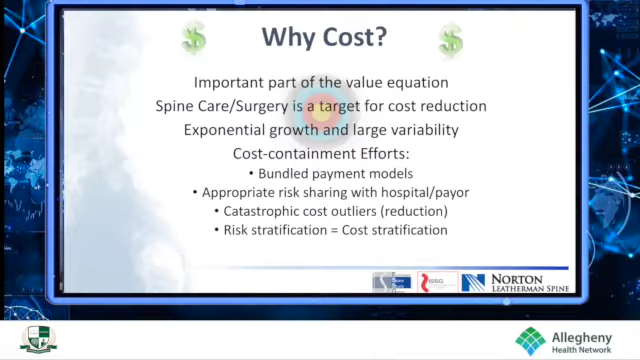 $ Why Cost? $
Important part of the value equation
Spine Care/Surgery is a target for cost reduction
Exponential growth and large variability
Cost-containment Efforts:
• Bundled payment models
• Appropriate risk sharing with hospital/payor
• Catastrophic cost outliers (reduction)
• Risk stratification = Cost stratification
ISSG
NORTON
LEATHERMAN SPINE
Allegheny
Health Network